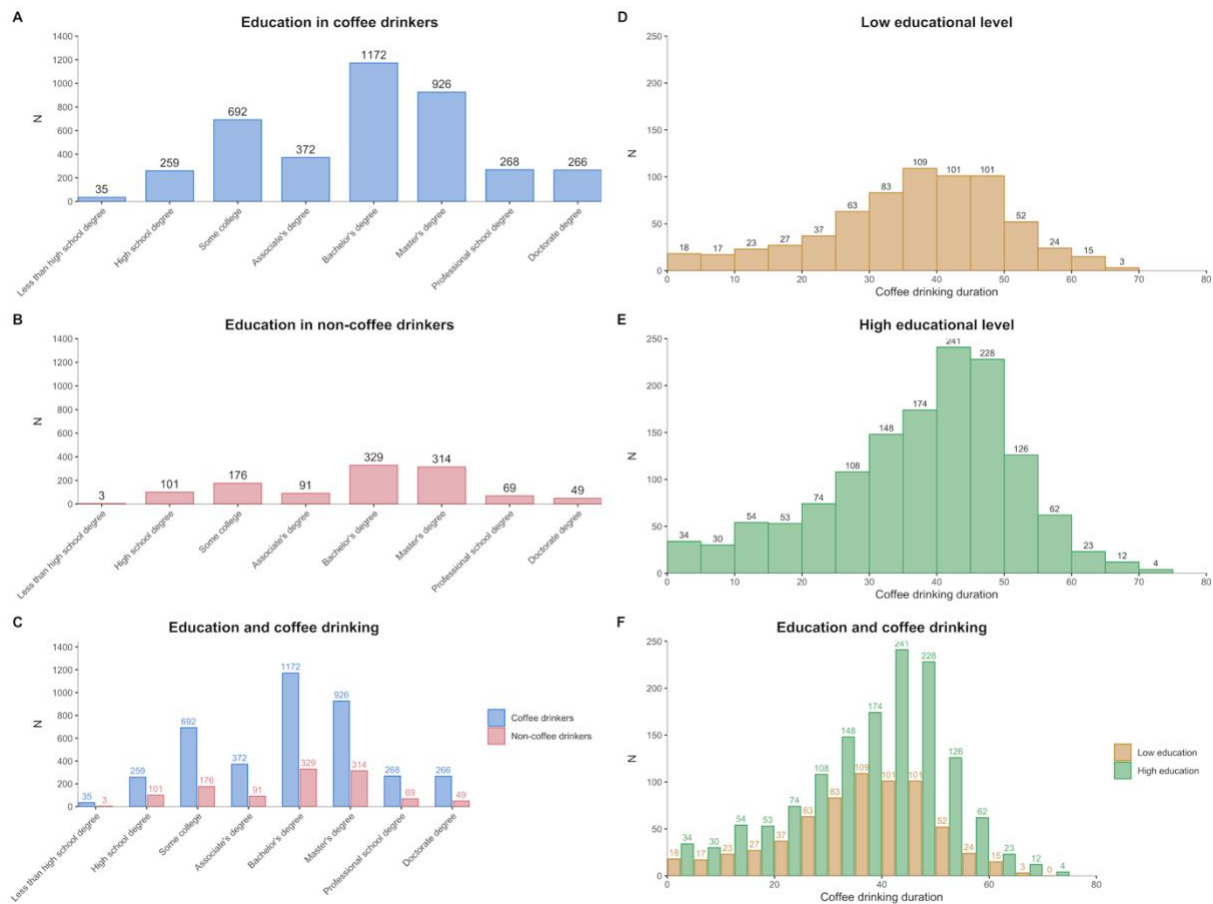 A
Education in coffee drinkers
1400
1200
1000
800
600
400
200
0
N
35
259
692
372
1172
926
268
266
Less than high school degree
High school degree
Some college
Associate's degree
Bachelor's degree
Master's degree
Professional school degree
Doctorate degree
B
Education in non-coffee drinkers
1400
1200
1000
800
600
400
200
0
N
3
101
176
91
329
314
69
49
Less than high school degree
High school degree
Some college
Associate's degree
Bachelor's degree
Master's degree
Professional school degree
Doctorate degree
C
Education and coffee drinking
1400
1200
1000
800
600
400
200
0
N
35
3
259
101
692
176
372
91
1172
329
926
314
268
69
266
49
Less than high school degree
High school degree
Some college
Associate's degree
Bachelor's degree
Master's degree
Professional school degree
Doctorate degree
Coffee drinkers
Non-coffee drinkers
D
Low educational level
250
200
150
100
50
0
N
18
17
23
27
37
63
83
109
101
101
52
24
15
3
0 10 20 30 40 50 60 70 80
Coffee drinking duration
E
High educational level
250
200
150
100
50
0
N
34
30
54
53
74
108
148
174
241
228
126
62
23
12
4
0 10 20 30 40 50 60 70 80
Coffee drinking duration
F
Education and coffee drinking
250
200
150
100
50
0
N
18
34
17
30
23
54
27
53
37
74
63
108
83
148
109
174
101
241
101
228
52
126
24
62
15
23
3
12
0
4
0 20 40 60 80
Coffee drinking duration
Low education
High education